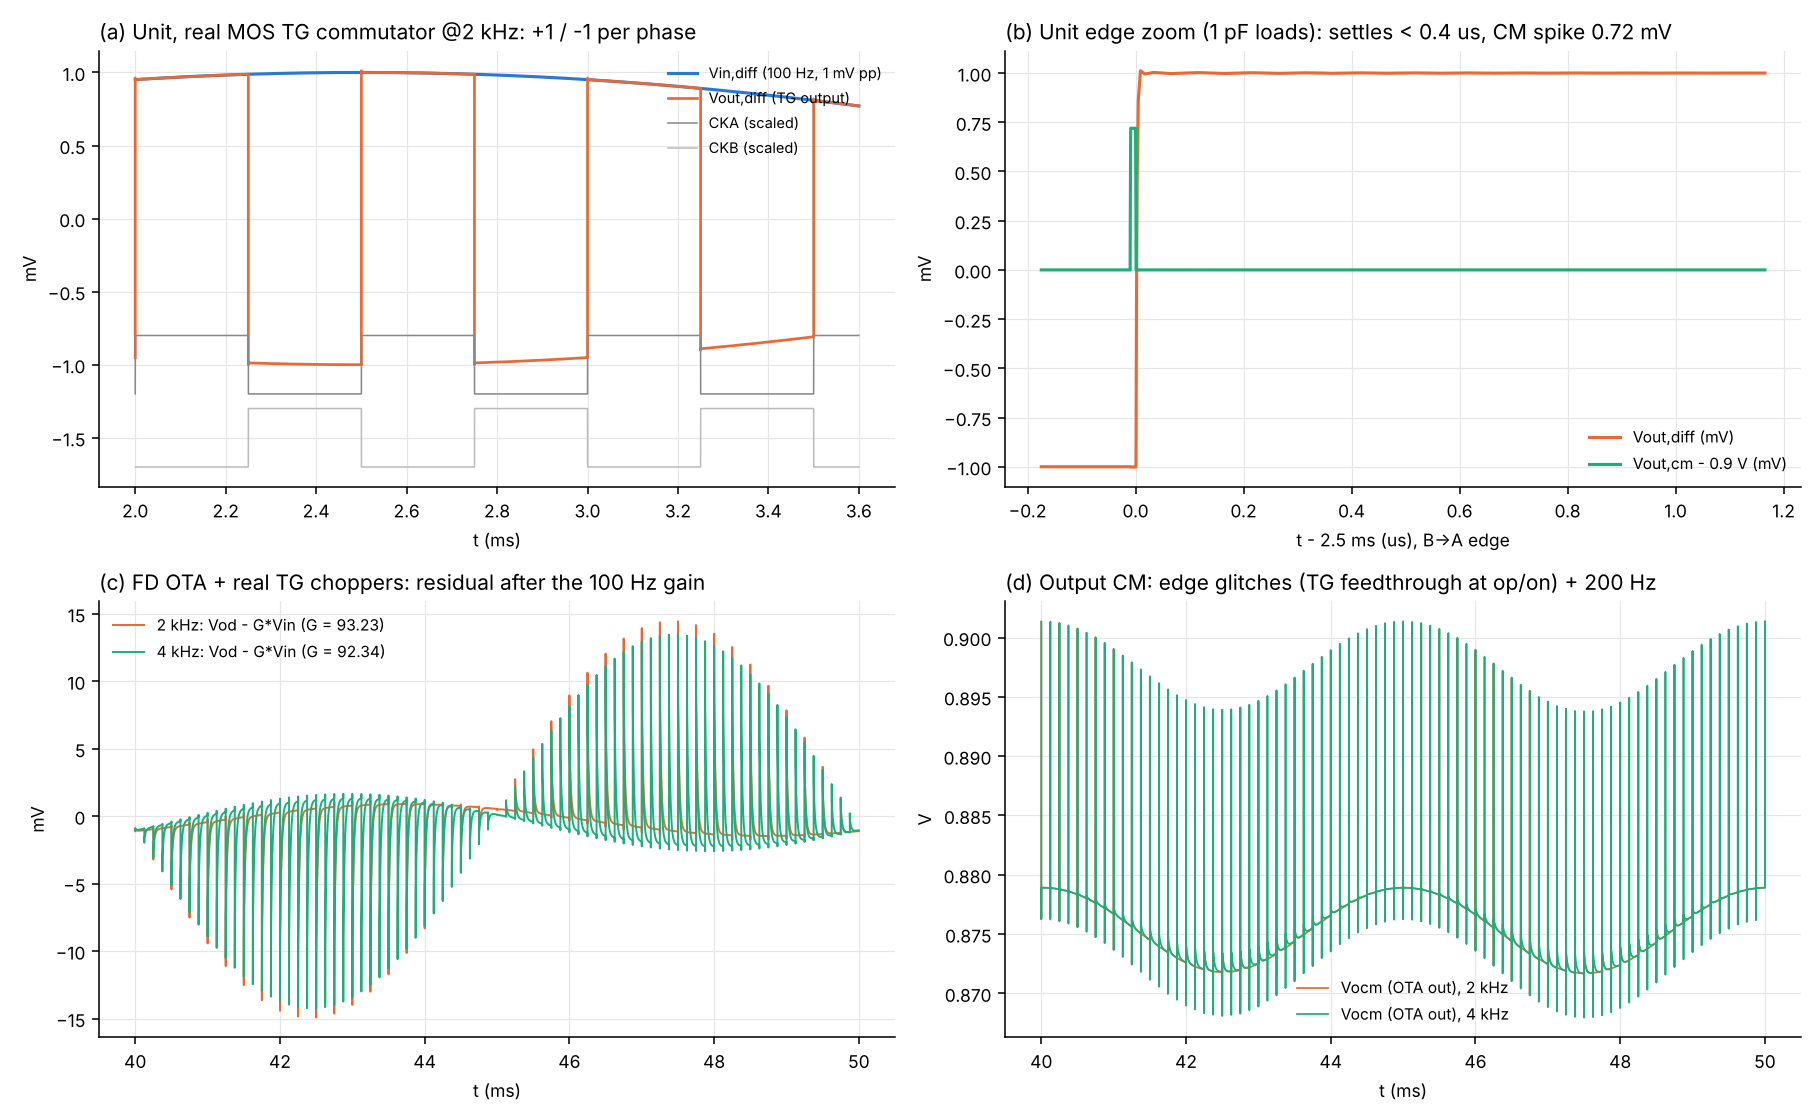 (a) Unit, real MOS TG commutator @2 kHz: +1 / -1 per phase
1.0
0.5
0.0
−0.5
−1.0
−1.5
mV
Vin,diff (100 Hz, 1 mV pp)
Vout,diff (TG output)
CKA (scaled)
CKB (scaled)
2.0 2.2 2.4 2.6 2.8 3.0 3.2 3.4 3.6
t (ms)
(b) Unit edge zoom (1 pF loads): settles < 0.4 us, CM spike 0.72 mV
1.00
0.75
0.50
0.25
0.00
−0.25
−0.50
−0.75
−1.00
mV
Vout,diff (mV)
Vout,cm - 0.9 V (mV)
−0.2 0.0 0.2 0.4 0.6 0.8 1.0 1.2
t - 2.5 ms (us), B→A edge
(c) FD OTA + real TG choppers: residual after the 100 Hz gain
15
10
5
0
−5
−10
−15
mV
2 kHz: Vod - G*Vin (G = 93.23)
4 kHz: Vod - G*Vin (G = 92.34)
40 42 44 46 48 50
t (ms)
(d) Output CM: edge glitches (TG feedthrough at op/on) + 200 Hz
0.900
0.895
0.890
0.885
0.880
0.875
0.870
V
Vocm (OTA out), 2 kHz
Vocm (OTA out), 4 kHz
40 42 44 46 48 50
t (ms)